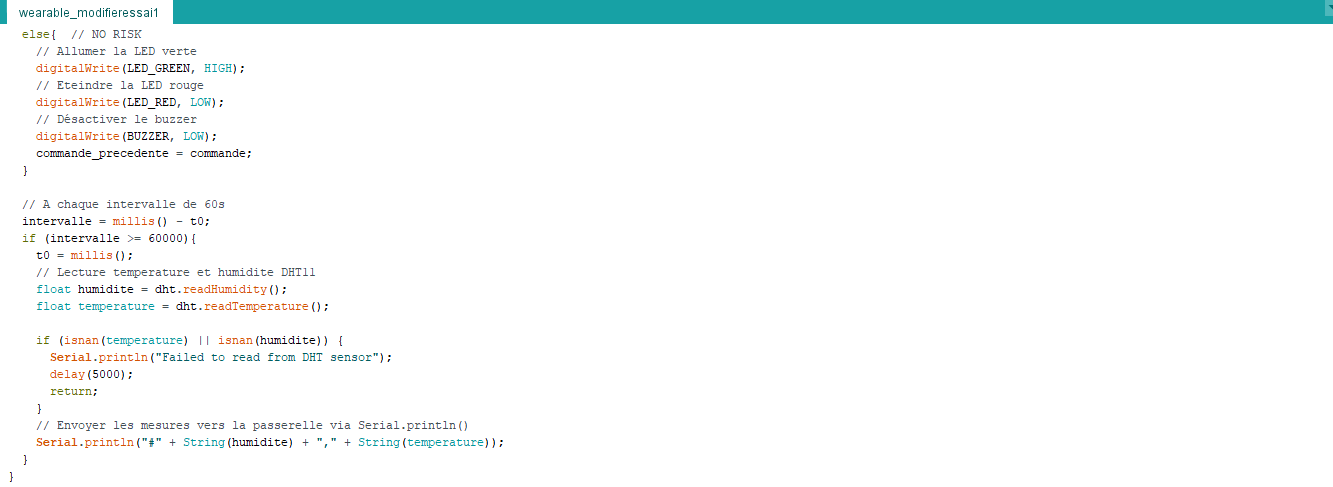 wearable_modifieressai1
else{  // NO RISK
// Allumer la LED verte
digitalWrite(LED_GREEN, HIGH);
// Eteindre la LED rouge
digitalWrite(LED_RED, LOW);
// Désactiver le buzzer
digitalWrite(BUZZER, LOW);
commande_precedente = commande;
}
// A chaque intervalle de 60s
intervalle = millis() - t0;
if (intervalle >= 60000){
t0 = millis();
// Lecture temperature et humidite DHT11
float humidite = dht.readHumidity();
float temperature = dht.readTemperature();
if (isnan(temperature) || isnan(humidite)) {
Serial.println("Failed to read from DHT sensor");
delay(5000);
return;
}
// Envoyer les mesures vers la passerelle via Serial.println()
Serial.println("#" + String(humidite) + "," + String(temperature));
}
}